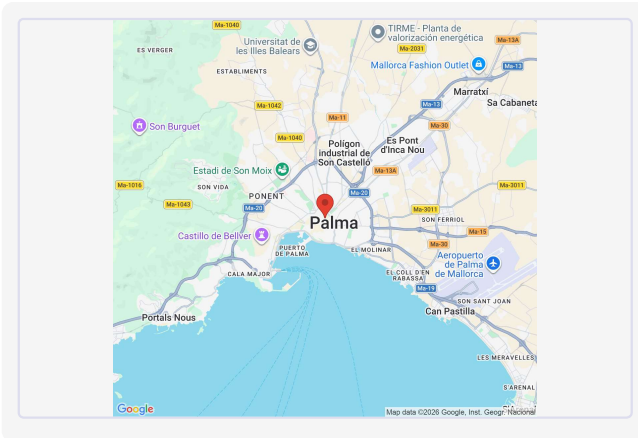 Ma-1040
TIRME - Planta de
valorización energética
Ma-13A
Universitat de
les Illes Balears
Ma-2031
ES VERGER
Mallorca Fashion Outlet
Ma-13
ESTABLIMENTS
Marratxí
Ma-1042
Ma-13
Sa Cabaneta
Ma-11
Son Burguet
Ma-30
Ma-1040
Polígon
industrial de
Son Castelló
Es Pont
d'Inca Nou
Estadi de Son Moix
Ma-13A
Ma-1016
SON VIDA
Ma-3011
PONENT
Ma-20
Ma-1043
Ma-20
Ma-3011
Palma
SON FERRIOL
Castillo de Bellver
Ma-15
PUERTO
DE PALMA
EL MOLINAR
Ma-30
Aeropuerto
de Palma
de Mallorca
CALA MAJOR
EL COLL D'EN
RABASSA
Ma-19
SON SANT JOAN
Portals Nous
Can Pastilla
LES MERAVELLES
S'ARENAL
Google
Map data ©2026 Google, Inst. Geogr. Nacional